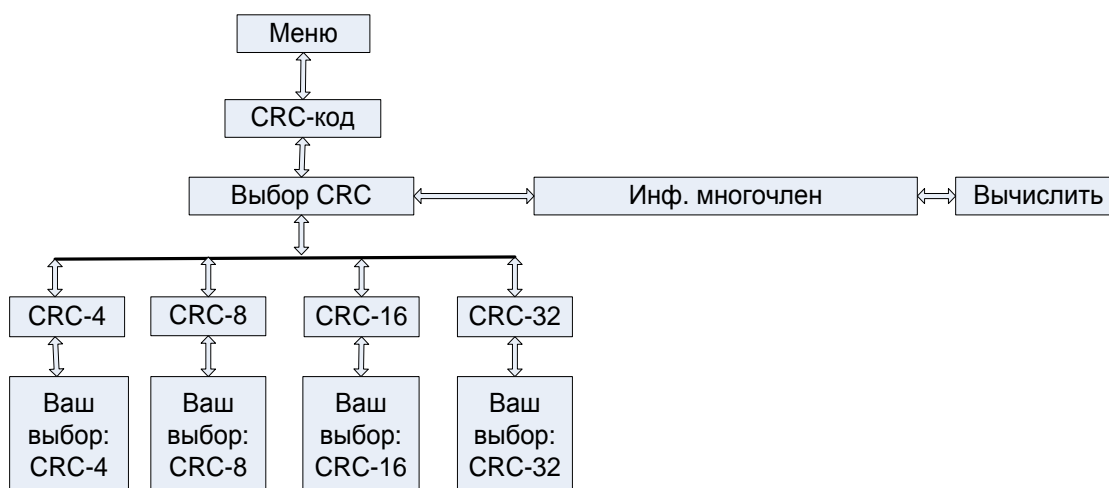 Меню
CRC-код
Выбор CRC
Инф. многочлен
Вычислить
CRC-4
CRC-8
CRC-16
CRC-32
Ваш
выбор:
CRC-4
Ваш
выбор:
CRC-8
Ваш
выбор:
CRC-16
Ваш
выбор:
CRC-32